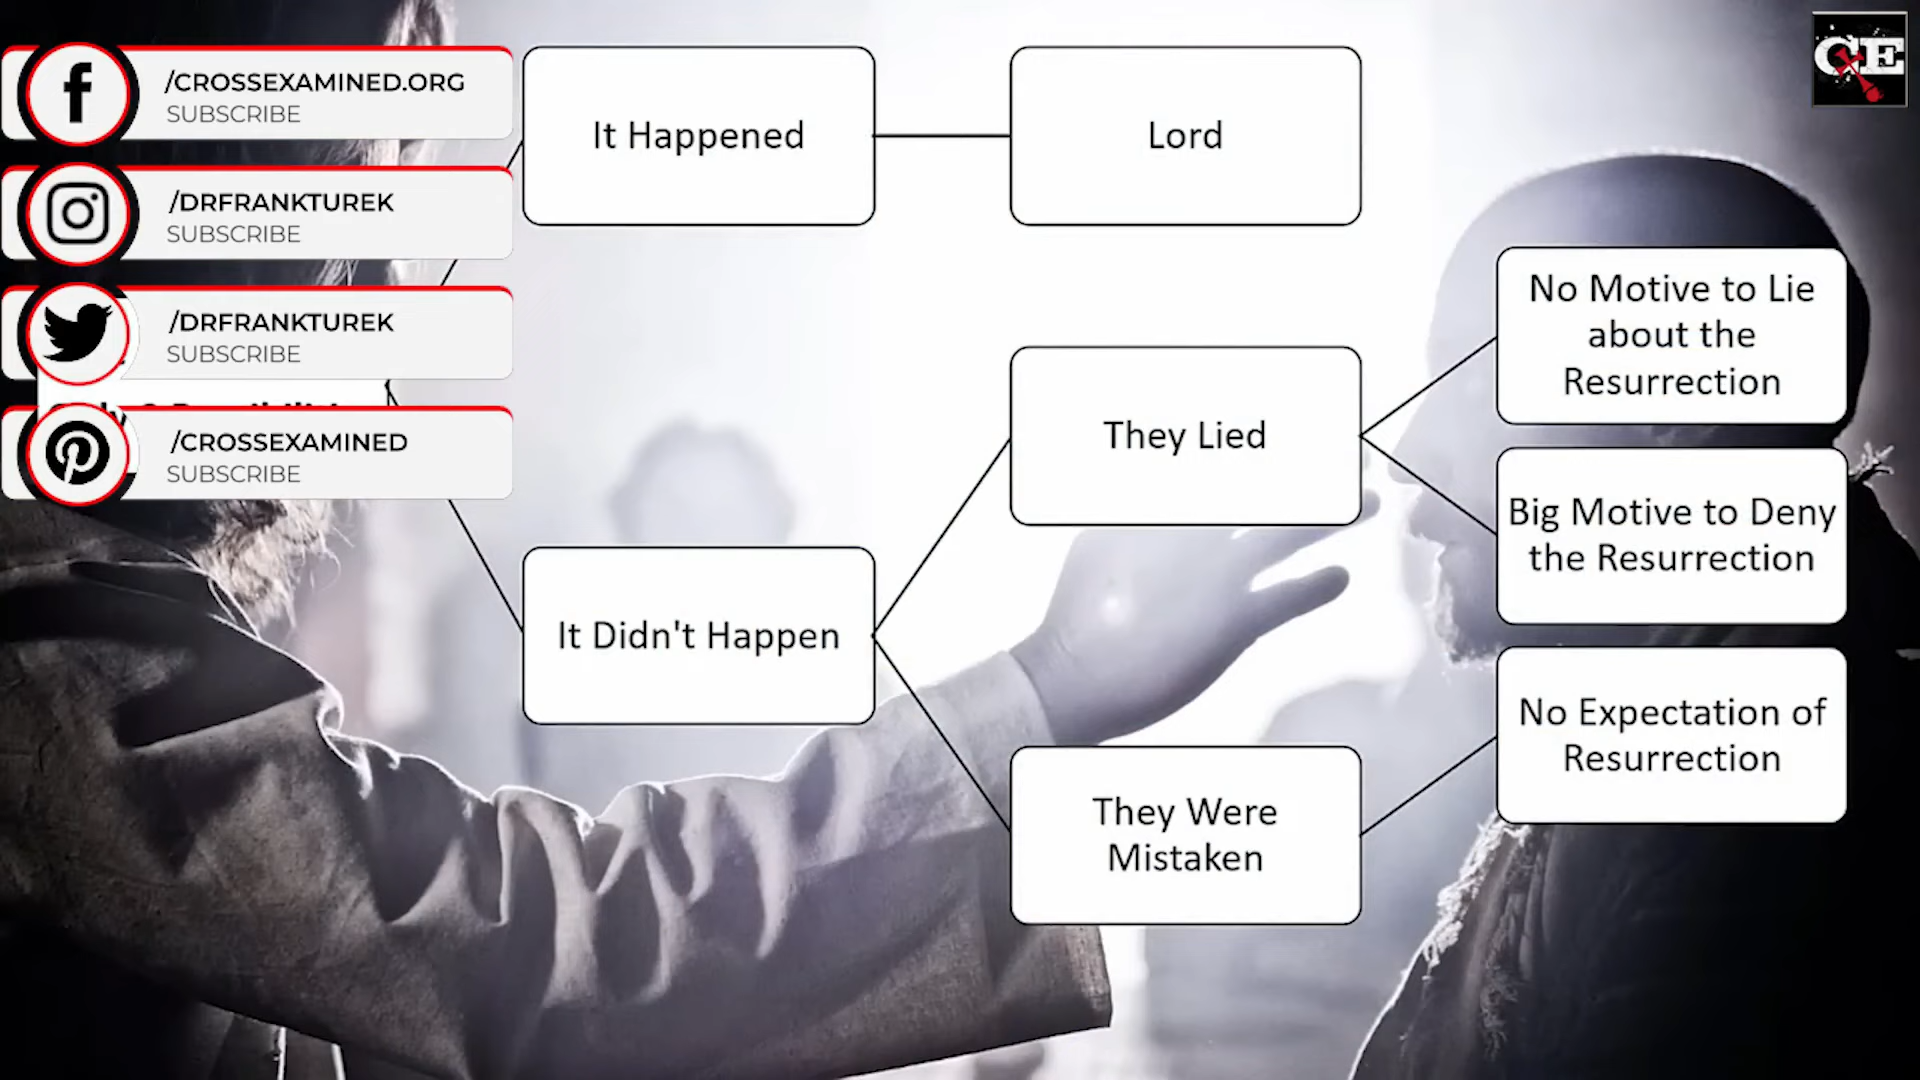 /CROSSEXAMINED.ORG
SUBSCRIBE
/DRFRANKTUREK
SUBSCRIBE
/DRFRANKTUREK
SUBSCRIBE
/CROSSEXAMINED
SUBSCRIBE
It Happened
Lord
It Didn't Happen
They Lied
They Were
Mistaken
No Motive to Lie
about the
Resurrection
Big Motive to Deny
the Resurrection
No Expectation of
Resurrection
CE